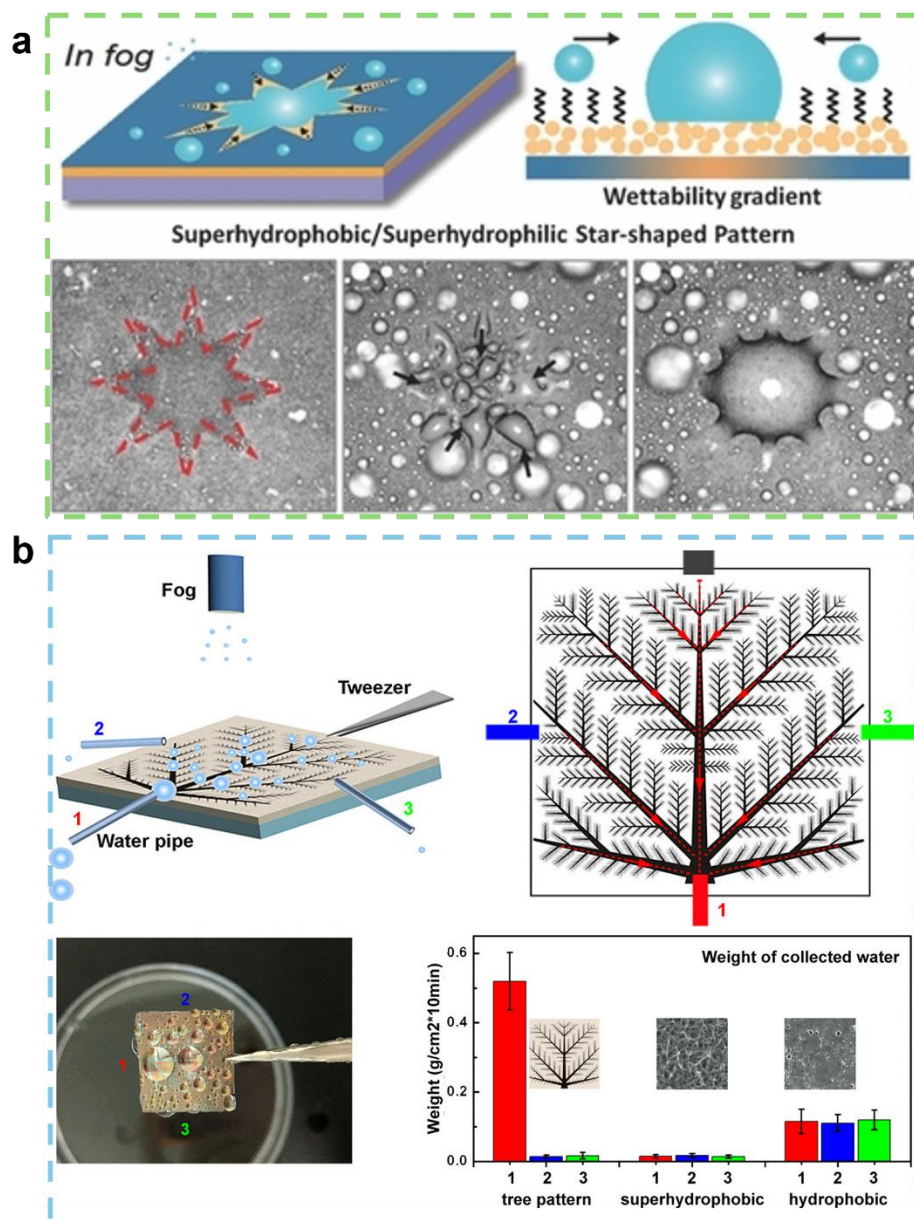 a
In fog
Wettability gradient
Superhydrophobic/Superhydrophilic Star-shaped Pattern
b
Fog
Tweezer
2
1
Water pipe
3
2
3
1
2
1
3
Weight of collected water
Weight (g/cm2*10min)
0.6
0.4
0.2
0.0
1 2 3 1 2 3 1 2 3
tree pattern superhydrophobic hydrophobic